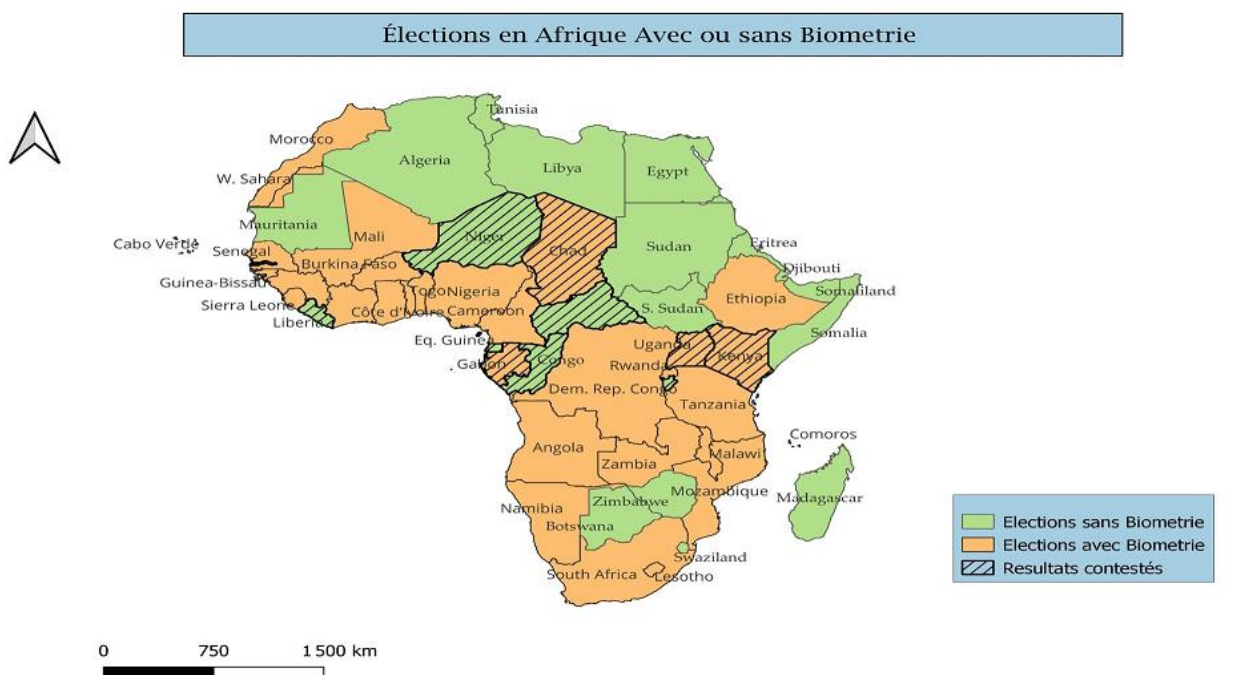 Élections en Afrique Avec ou sans Biometrie
Tunisia
Morocco
Algeria
Libya
Egypt
W. Sahara
Mauritania
Mali
Niger
Chad
Sudan
Eritrea
Cabo Verde
Senegal
Burkina Faso
Djibouti
Guinea-Bissau
Togo
Nigeria
Ethiopia
Somaliland
Sierra Leone
Côte d'Ivoire
Cameroon
S. Sudan
Liberia
Somalia
Eq. Guinea
Uganda
Kenya
Gabon
Congo
Rwanda
Dem. Rep. Congo
Tanzania
Comoros
Angola
Zambia
Malawi
Mozambique
Madagascar
Namibia
Zimbabwe
Botswana
Swaziland
South Africa
Lesotho
Elections sans Biometrie
Elections avec Biometrie
Resultats contestés
0 750 1 500 km